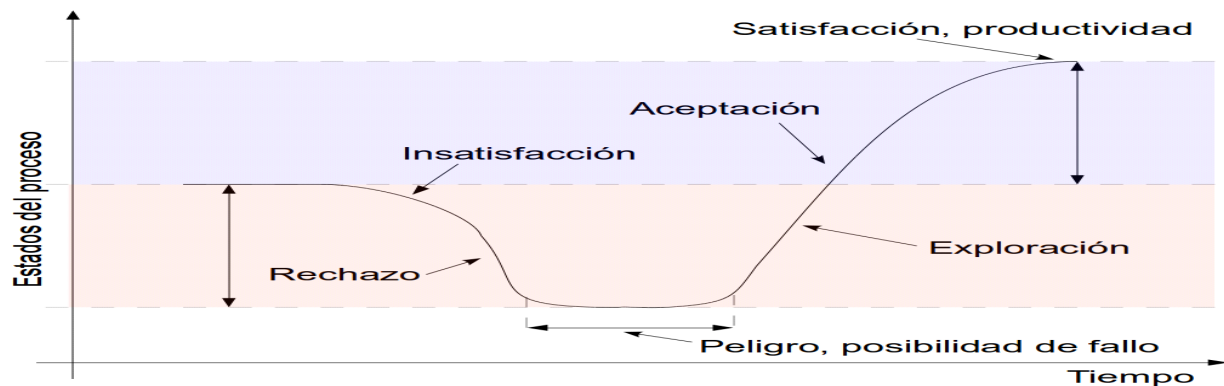 Satisfacción, productividad
Aceptación
Insatisfacción
Estados del proceso
Exploración
Rechazo
Peligro, posibilidad de fallo
Tiempo